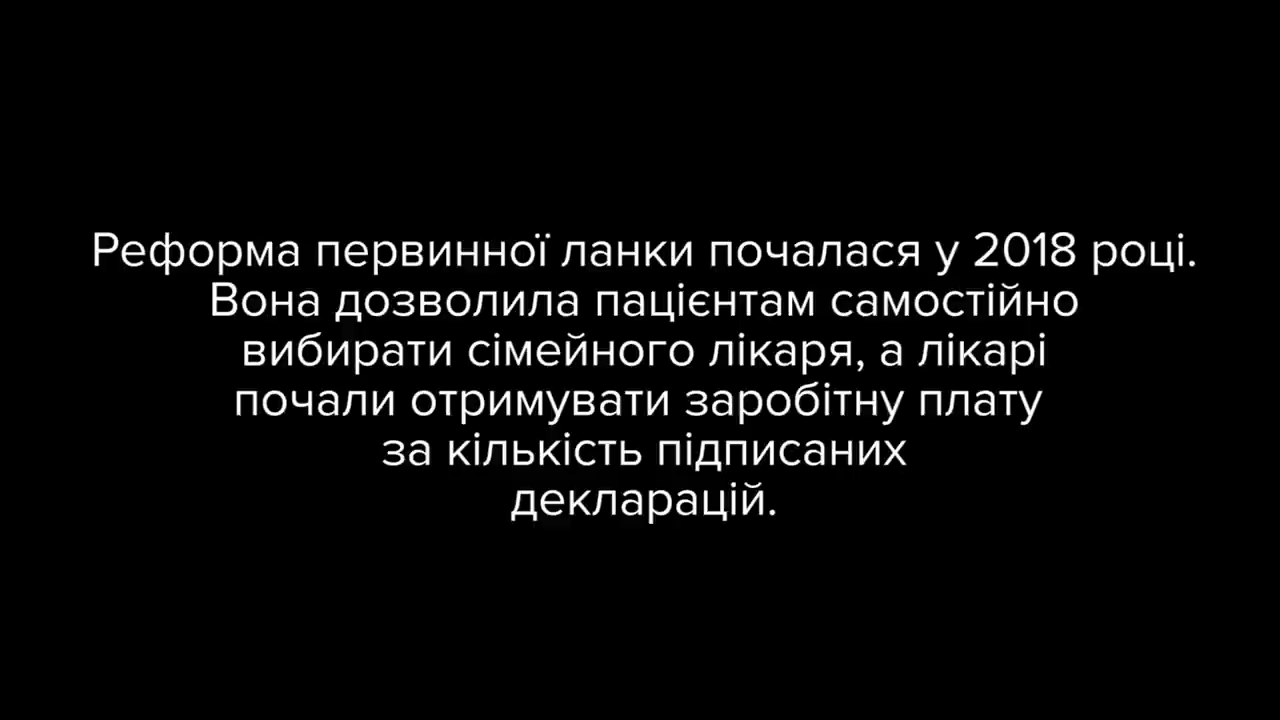 Реформа первинної ланки почалася у 2018 році.
Вона дозволила пацієнтам самостійно
вибирати сімейного лікаря, а лікарі
почали отримувати заробітну плату
за кількість підписаних
декларацій.